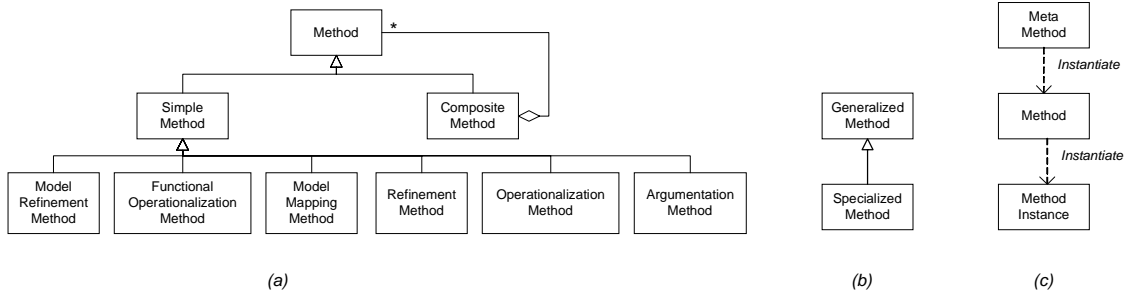 Method
*
Simple
Method
Composite
Method
Model
Refinement
Method
Functional
Operationalization
Method
Model
Mapping
Method
Refinement
Method
Operationalization
Method
Argumentation
Method
(a)
Generalized
Method
Specialized
Method
(b)
Meta
Method
Instantiate
Method
Instantiate
Method
Instance
(c)